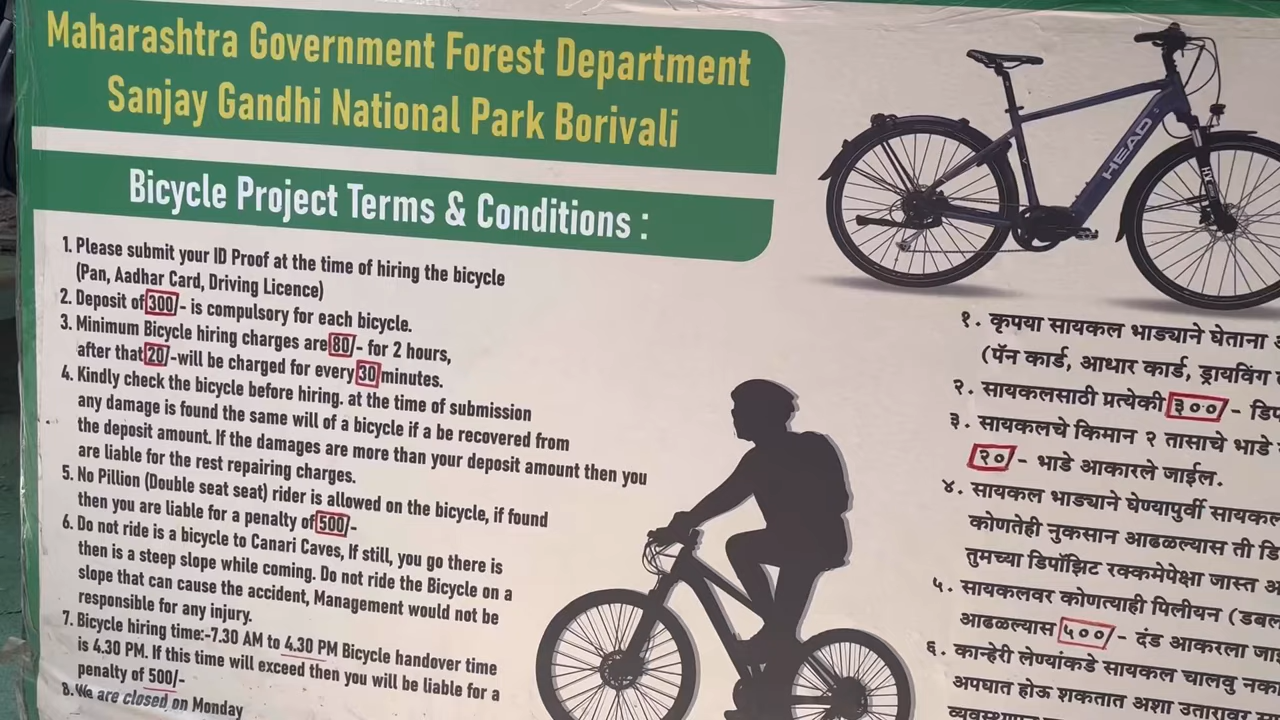 Maharashtra Government Forest Department
Sanjay Gandhi National Park Borivali
Bicycle Project Terms & Conditions :
1. Please submit your ID Proof at the time of hiring the bicycle
(Pan, Aadhar Card, Driving Licence)
2. Deposit of 300/- is compulsory for each bicycle.
3. Minimum Bicycle hiring charges are 80/- for 2 hours,
after that 20/-will be charged for every 30 minutes.
4. Kindly check the bicycle before hiring. at the time of submission
any damage is found the same will of a bicycle if a be recovered from
the deposit amount. If the damages are more than your deposit amount then you
are liable for the rest repairing charges.
5. No Pillion (Double seat seat) rider is allowed on the bicycle, if found
then you are liable for a penalty of 500/-
6. Do not ride is a bicycle to Canari Caves, If still, you go there is
then is a steep slope while coming. Do not ride the Bicycle on a
slope that can cause the accident, Management would not be
responsible for any injury.
7. Bicycle hiring time:-7.30 AM to 4.30 PM Bicycle handover time
is 4.30 PM. If this time will exceed then you will be liable for a
penalty of 500/-
8. We are closed on Monday
HEAD
१. कृपया सायकल भाड्याने घेताना
(पॅन कार्ड, आधार कार्ड, ड्रायविंग
२. सायकलसाठी प्रत्येकी ३००/-
३. सायकलचे किमान २ तासाचे भाडे
२०/- भाडे आकारले जाईल.
४. सायकल भाड्याने घेण्यापुर्वी
कोणतेही नुकसान आढळल्यास ती
तुमच्या डिपॉझिट रक्कमेपेक्षा जास्त
५. सायकलवर कोणत्याही पिलीयन
आढळल्यास ५००/- दंड आकारला
६. कान्हेरी लेण्यांकडे सायकल चालवु
अपघात होऊ शकतात अशा उतारावर